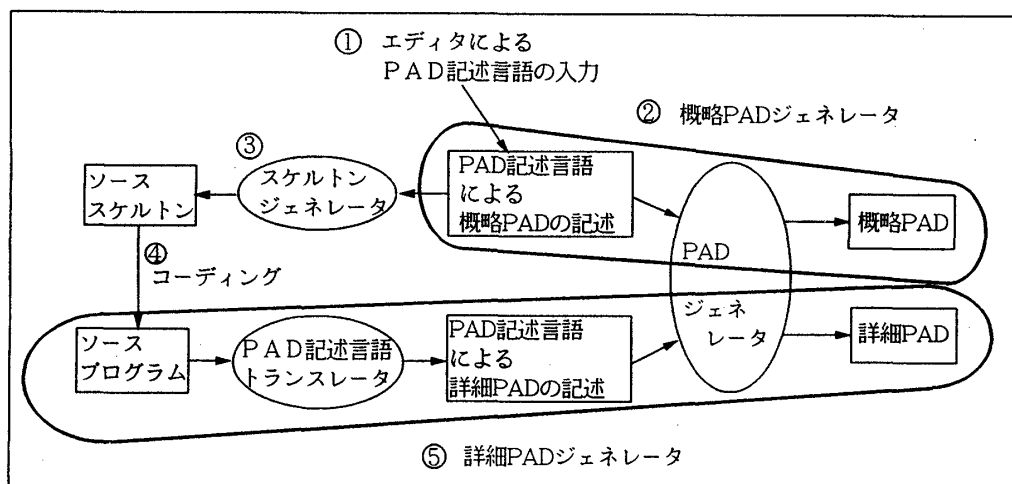 ① エディタによる
ＰＡＤ記述言語の入力
② 概略PADジェネレータ
③
スケルトン
ジェネレータ
ソース
スケルトン
PAD記述言語
による
概略PADの記述
概略PAD
④
コーディング
PAD
ジェネ
レータ
ソース
プログラム
ＰＡＤ記述言語
トランスレータ
PAD記述言語
による
詳細PADの記述
詳細PAD
⑤ 詳細PADジェネレータ